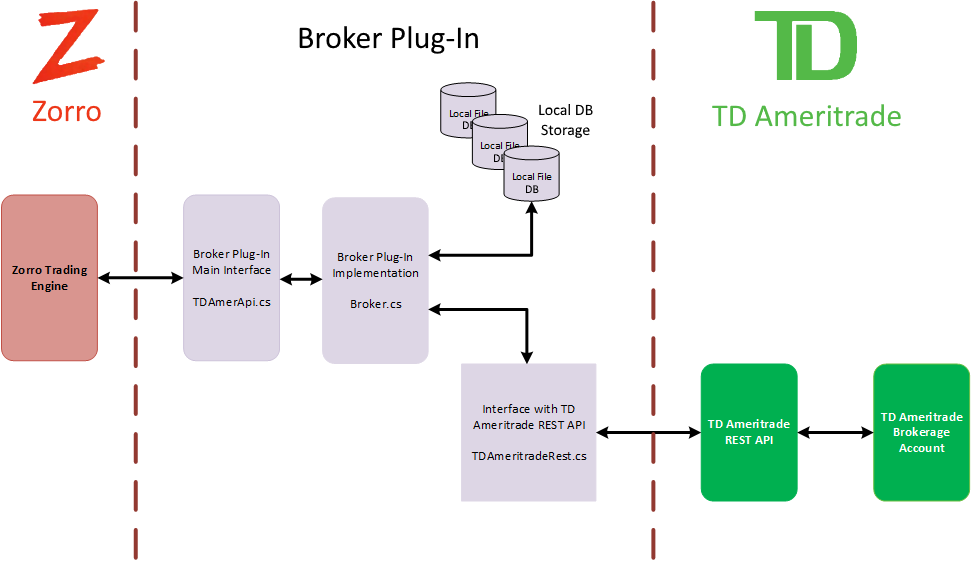 Z
Zorro
Broker Plug-In
TD
TD Ameritrade
Local File
DB
Local File
DB
Local File
DB
Local DB
Storage
Zorro Trading
Engine
Broker Plug-In
Main Interface
TDAmerApi.cs
Broker Plug-In
Implementation
Broker.cs
Interface with TD
Ameritrade REST API
TDAmeritradeRest.cs
TD Ameritrade
REST API
TD Ameritrade
Brokerage
Account